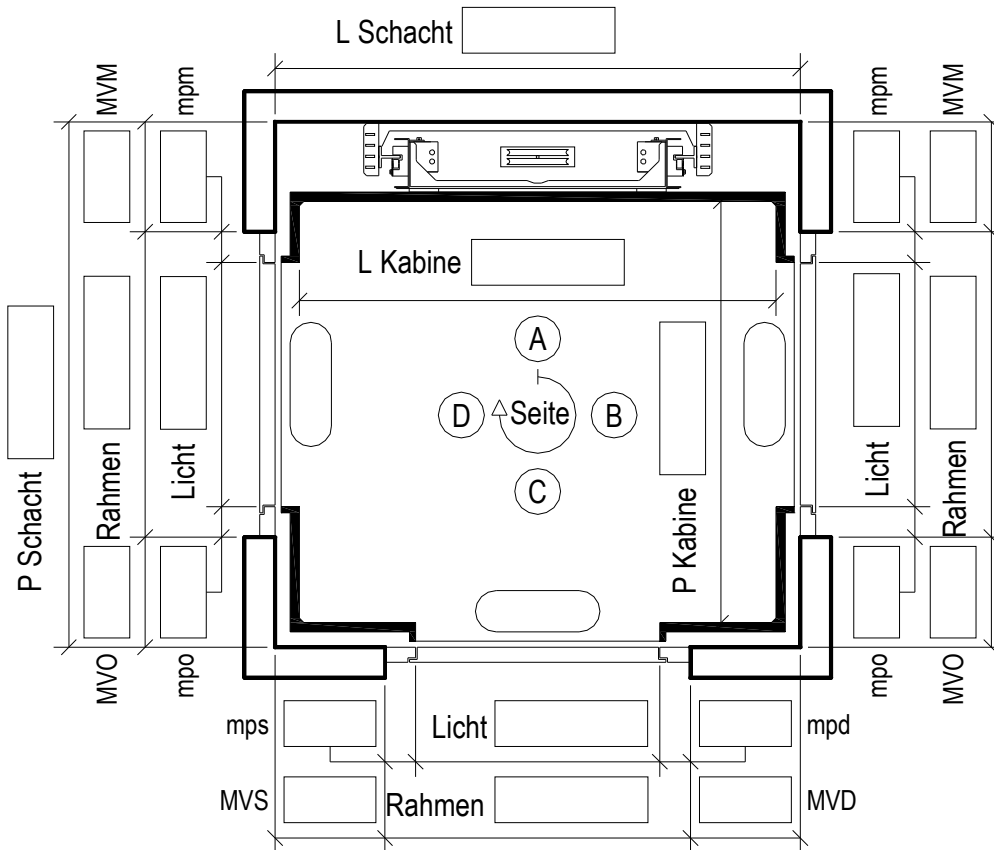 L Schacht
MVM
mpm
mpm
MVM
L Kabine
A
D
Seite
B
C
P Schacht
Rahmen
Licht
P Kabine
Licht
Rahmen
MVO
mpo
mpo
MVO
mps
Licht
mpd
MVS
Rahmen
MVD